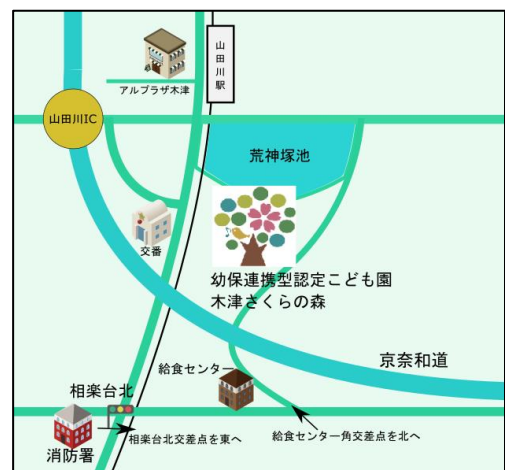 山田川駅
アルプラザ木津
山田川IC
荒神塚池
交番
幼保連携型認定こども園
木津さくらの森
京奈和道
給食センター
相楽台北
相楽台北交差点を東へ
給食センター角交差点を北へ
消防署